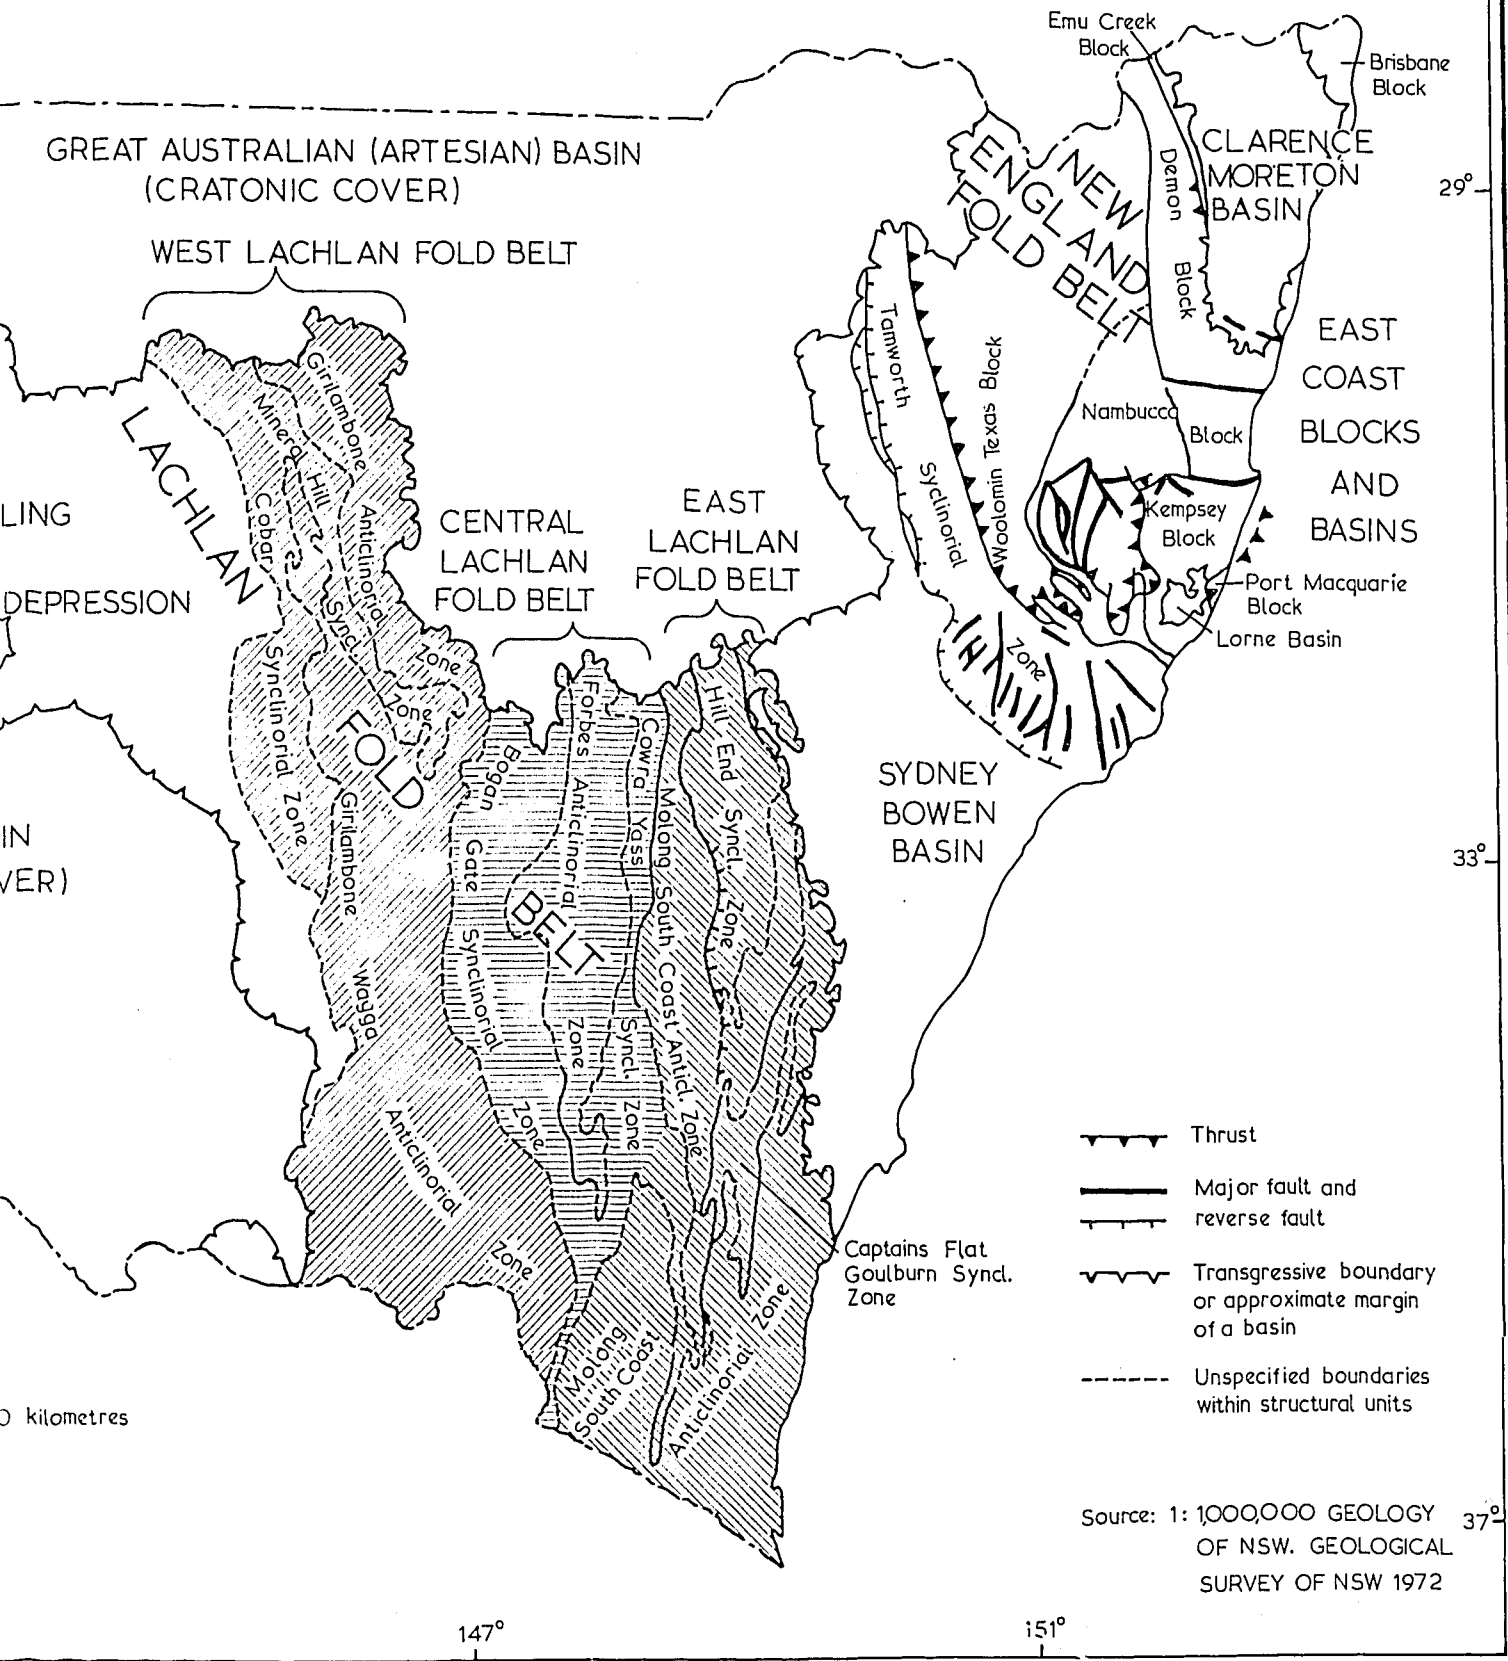 Emu Creek
Block
Brisbane
Block
GREAT AUSTRALIAN (ARTESIAN) BASIN
(CRATONIC COVER)
CLARENCE
MORETON
BASIN
29°
NEW
ENGLAND
FOLD BELT
Demon
Block
WEST LACHLAN FOLD BELT
EAST
COAST
BLOCKS
AND
BASINS
Girilambone
Anticlinorial
Zone
Mineral Hill
Syncl.
Zone
Cobar
Synclinorial Zone
Tamworth
Syclinorial
Zone
Woolomin Texas Block
Nambucca
Block
Kempsey
Block
Port Macquarie
Block
Lorne Basin
LACHLAN
FOLD
BELT
LING
DEPRESSION
CENTRAL
LACHLAN
FOLD BELT
EAST
LACHLAN
FOLD BELT
IN
VER)
SYDNEY
BOWEN
BASIN
33°
Girilambone
Wagga
Anticlinorial
Zone
Bogan
Gate
Synclinorial
Zone
Forbes
Anticlinorial
Zone
Cowra
Yass
Syncl.
Zone
Molong South Coast Anticl. Zone
Hill End Syncl. Zone
Captains Flat
Goulburn Syncl.
Zone
Molong
South Coast
Anticlinorial Zone
Thrust
Major fault and
reverse fault
Transgressive boundary
or approximate margin
of a basin
Unspecified boundaries
within structural units
kilometres
Source: 1:1,000,000 GEOLOGY
OF NSW. GEOLOGICAL
SURVEY OF NSW 1972
37°
147°
151°